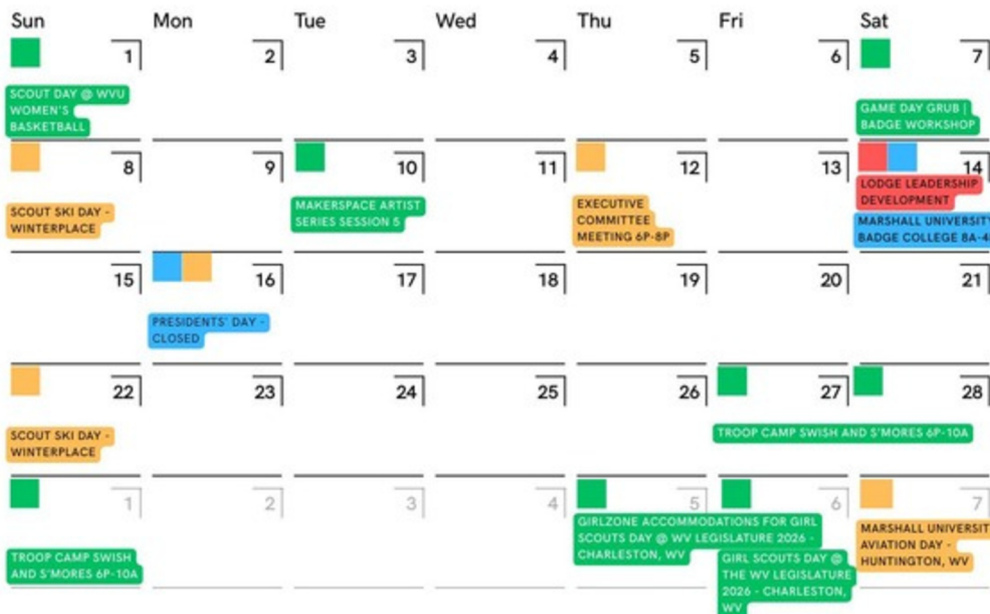 Sun Mon Tue Wed Thu Fri Sat
1 2 3 4 5 6 7
SCOUT DAY @ WVU
WOMEN'S
BASKETBALL
GAME DAY GRUB |
BADGE WORKSHOP
8 9 10 11 12 13 14
SCOUT SKI DAY -
WINTERPLACE
MAKERSPACE ARTIST
SERIES SESSION 5
EXECUTIVE
COMMITTEE
MEETING 6P-8P
LODGE LEADERSHIP
DEVELOPMENT
MARSHALL UNIVERSITY
BADGE COLLEGE 8A-4
15 16 17 18 19 20 21
PRESIDENTS' DAY -
CLOSED
22 23 24 25 26 27 28
SCOUT SKI DAY -
WINTERPLACE
TROOP CAMP SWISH AND S'MORES 6P-10A
1 2 3 4 5 6 7
TROOP CAMP SWISH
AND S'MORES 6P-10A
GIRLZONE ACCOMMODATIONS FOR GIRL
SCOUTS DAY @ WV LEGISLATURE 2026 -
CHARLESTON, WV
GIRL SCOUTS DAY @
THE WV LEGISLATURE
2026 - CHARLESTON,
WV
MARSHALL UNIVERSIT
AVIATION DAY -
HUNTINGTON, WV